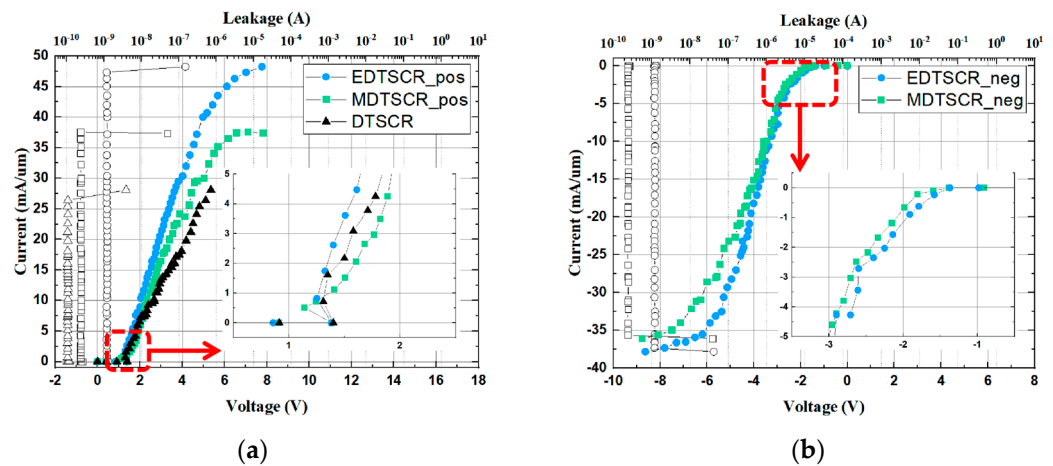 Leakage (A)
10⁻¹⁰ 10⁻⁹ 10⁻⁸ 10⁻⁷ 10⁻⁶ 10⁻⁵ 10⁻⁴ 10⁻³ 10⁻² 10⁻¹ 10⁰ 10¹
50
45
40
35
30
25
20
15
10
5
0
Current (mA/um)
EDTSCR_pos
MDTSCR_pos
DTSCR
5
4
3
2
1
0
1 2
-2 0 2 4 6 8 10 12 14 16 18
Voltage (V)
(a)
Leakage (A)
10⁻¹⁰ 10⁻⁹ 10⁻⁸ 10⁻⁷ 10⁻⁶ 10⁻⁵ 10⁻⁴ 10⁻³ 10⁻² 10⁻¹ 10⁰ 10¹
0
-5
-10
-15
-20
-25
-30
-35
-40
Current (mA/um)
EDTSCR_neg
MDTSCR_neg
0
-1
-2
-3
-4
-5
-3 -2 -1
-10 -8 -6 -4 -2 0 2 4 6 8
Voltage (V)
(b)